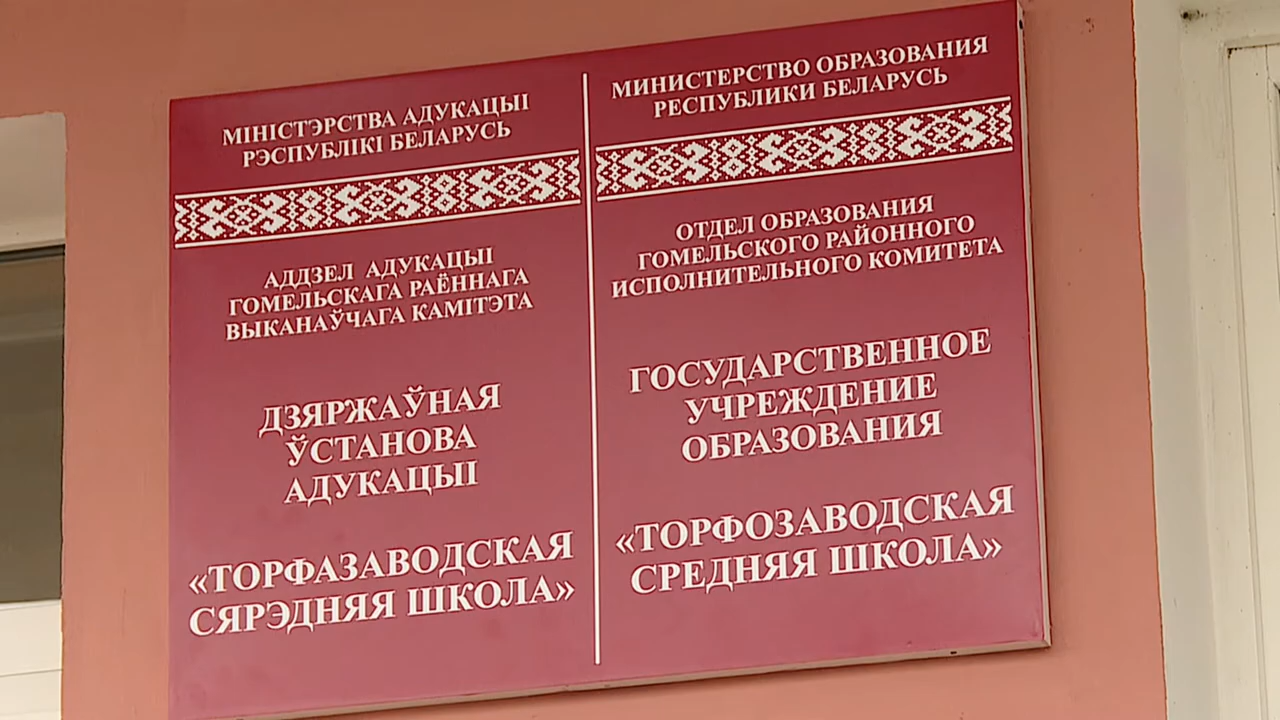 МІНІСТЭРСТВА АДУКАЦЫІ
РЭСПУБЛІКІ БЕЛАРУСЬ
АДДЗЕЛ АДУКАЦЫІ
ГОМЕЛЬСКАГА РАЁННАГА
ВЫКАНАЎЧАГА КАМІТЭТА
ДЗЯРЖАЎНАЯ
ЎСТАНОВА
АДУКАЦЫІ
«ТОРФАЗАВОДСКАЯ
СЯРЭДНЯЯ ШКОЛА»
МИНИСТЕРСТВО ОБРАЗОВАНИЯ
РЕСПУБЛИКИ БЕЛАРУСЬ
ОТДЕЛ ОБРАЗОВАНИЯ
ГОМЕЛЬСКОГО РАЙОННОГО
ИСПОЛНИТЕЛЬНОГО КОМИТЕТА
ГОСУДАРСТВЕННОЕ
УЧРЕЖДЕНИЕ
ОБРАЗОВАНИЯ
«ТОРФОЗАВОДСКАЯ
СРЕДНЯЯ ШКОЛА»